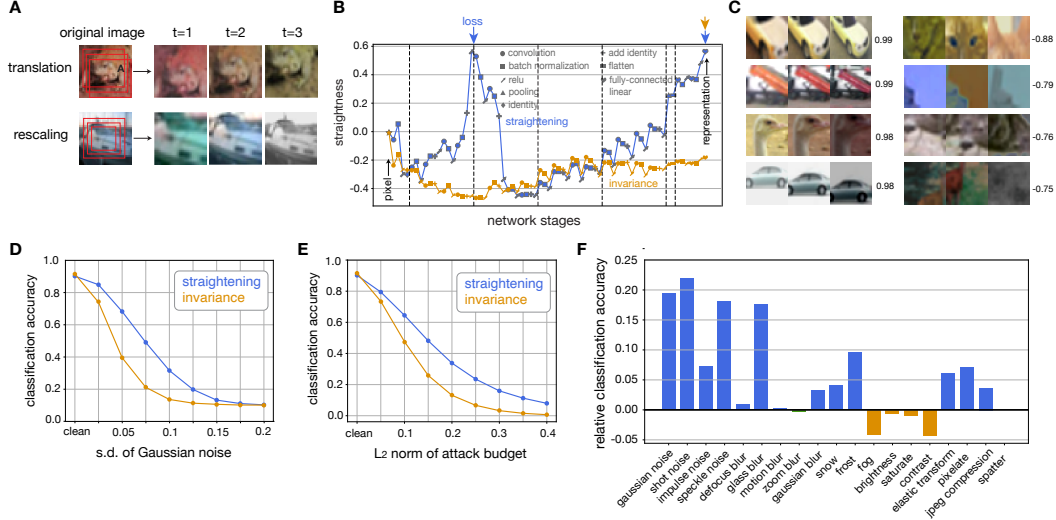 A
original image
t=1
t=2
t=3
translation
A
rescaling
B
loss
straightness
0.6
0.4
0.2
0.0
-0.2
-0.4
convolution
batch normalization
relu
pooling
identity
add identity
flatten
fully-connected
linear
straightening
invariance
pixel
representation
network stages
C
0.99
-0.88
0.99
-0.79
0.98
-0.76
0.98
-0.75
D
classification accuracy
1.0
0.8
0.6
0.4
0.2
0.0
straightening
invariance
clean
0.05
0.1
0.15
0.2
s.d. of Gaussian noise
E
classification accuracy
1.0
0.8
0.6
0.4
0.2
0.0
straightening
invariance
clean
0.1
0.2
0.3
0.4
L2 norm of attack budget
F
relative classification accuracy
0.25
0.20
0.15
0.10
0.05
0.00
-0.05
gaussian noise
shot noise
impulse noise
speckle noise
defocus blur
glass blur
motion blur
zoom blur
gaussian blur
snow
frost
fog
brightness
saturate
contrast
elastic transform
pixelate
jpeg compression
spatter